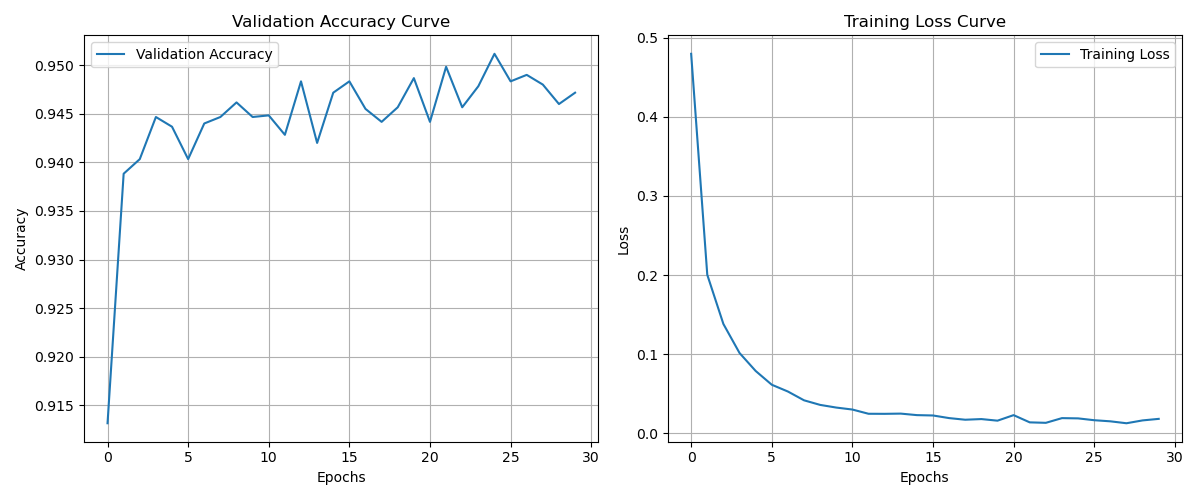 Validation Accuracy Curve
Validation Accuracy
0.950
0.945
0.940
0.935
0.930
0.925
0.920
0.915
Accuracy
0 5 10 15 20 25 30
Epochs
Training Loss Curve
Training Loss
0.5
0.4
0.3
0.2
0.1
0.0
Loss
0 5 10 15 20 25 30
Epochs